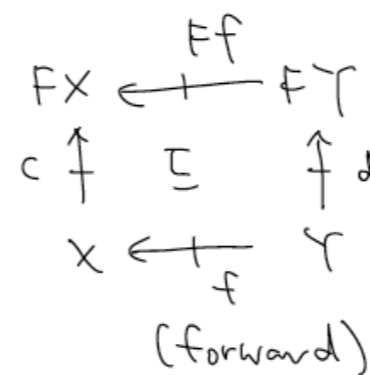 Ff
FX FY
c ⊑ d
X Y
f
(forward)